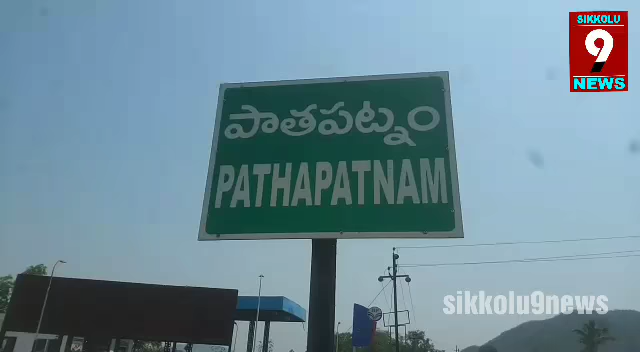 SIKKOLU
9
NEWS
పాతపట్నం
PATHAPATNAM
sikkolu9news